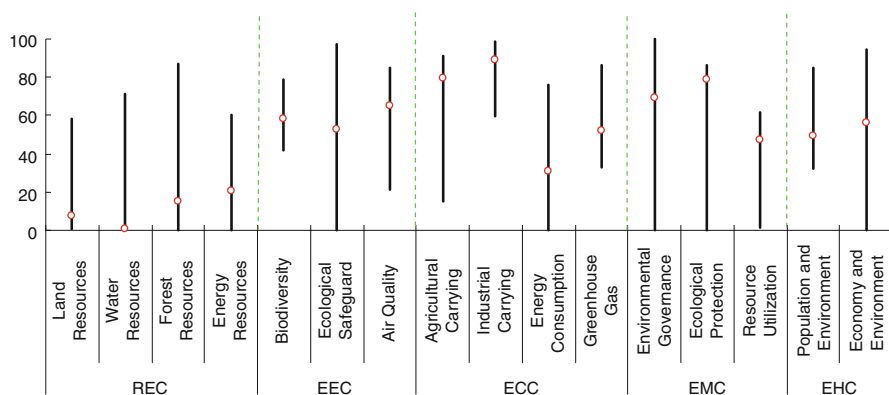 100
80
60
40
20
0
Land
Resources
Water
Resources
Forest
Resources
Energy
Resources
Biodiversity
Ecological
Safeguard
Air Quality
Agricultural
Carrying
Industrial
Carrying
Energy
Consumption
Greenhouse
Gas
Environmental
Governance
Ecological
Protection
Resource
Utilization
Population and
Environment
Economy and
Environment
REC
EEC
ECC
EMC
EHC